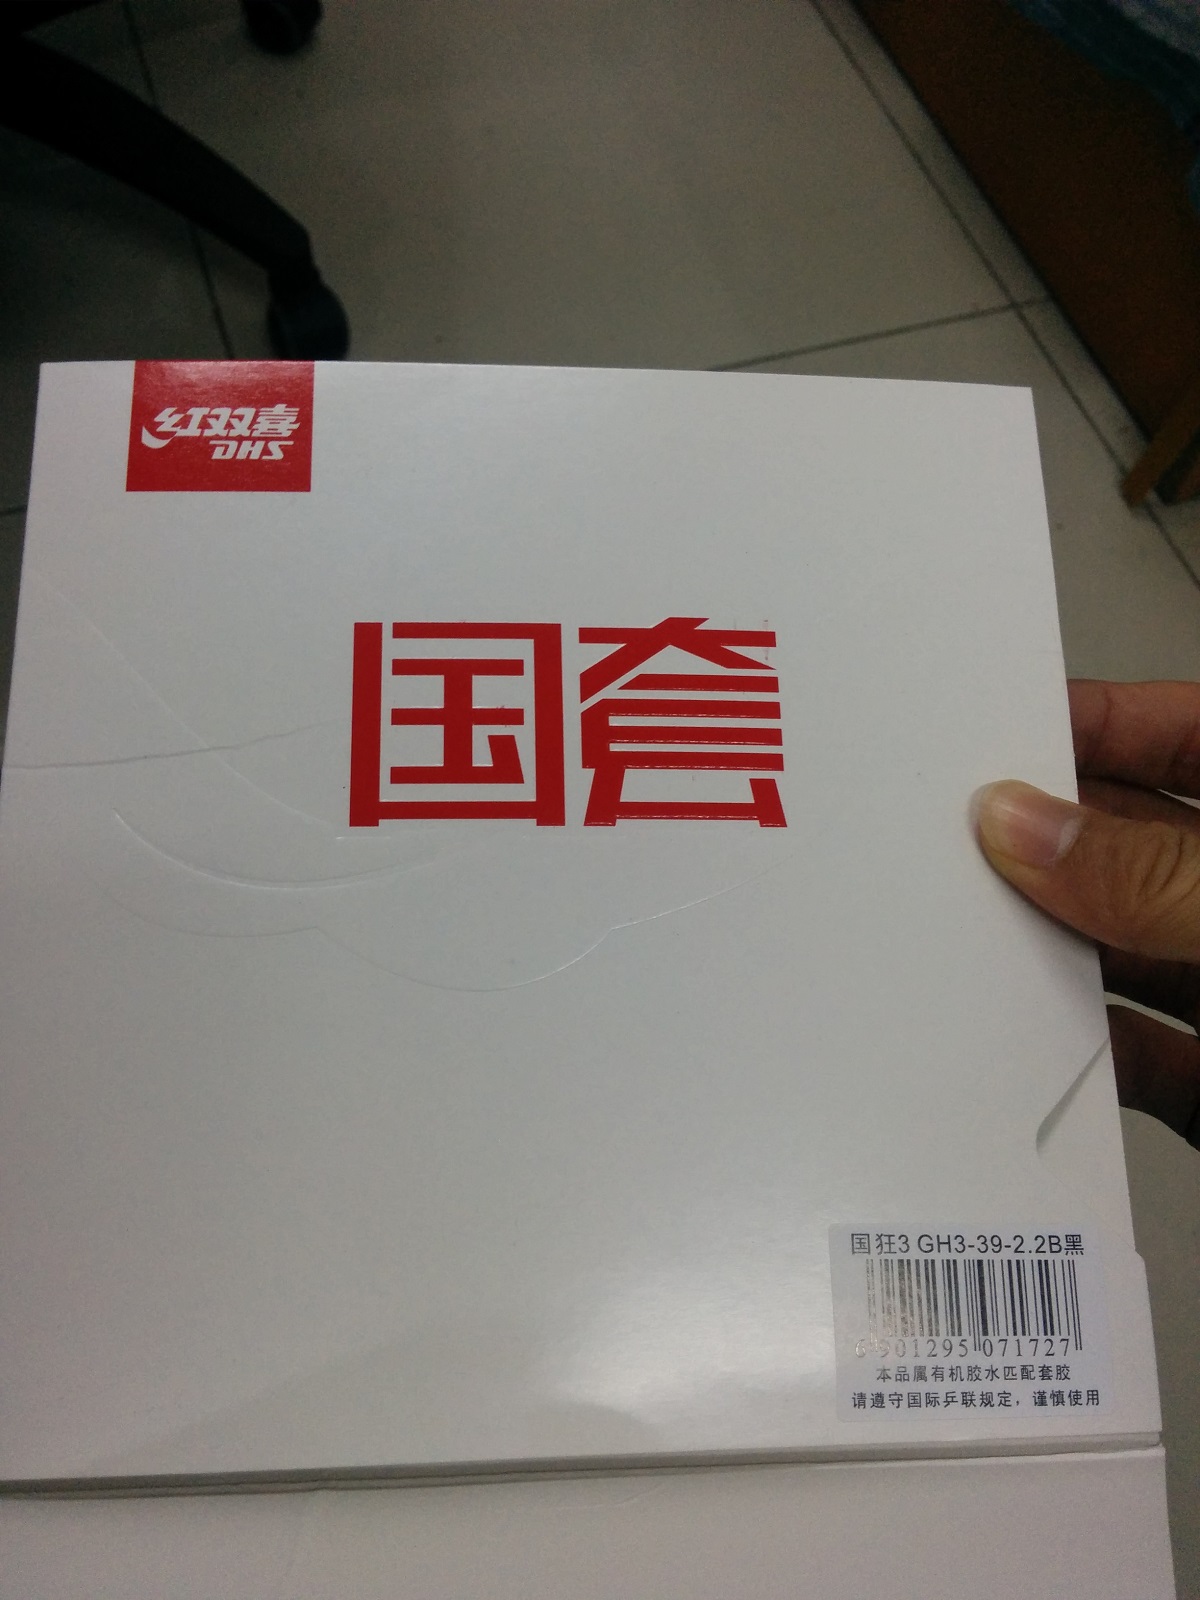 红双喜
DHS
国套
国狂3 GH3-39-2.2B黑
6 901295 071727
本品属有机胶水匹配套胶
请遵守国际乒联规定，谨慎使用